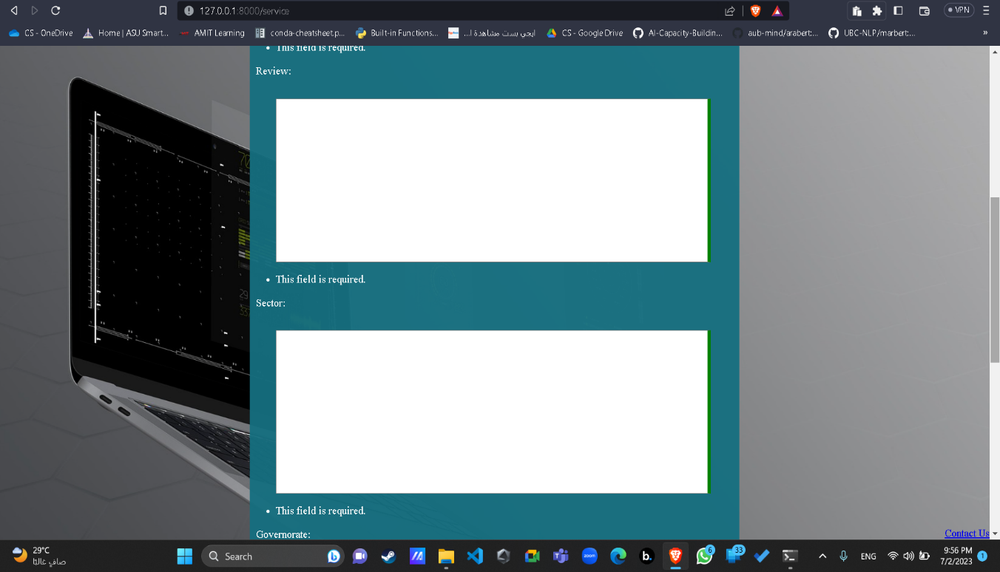 127.0.0.1:8000/service
VPN
CS - OneDrive
Home | ASU Smart...
AMIT Learning
conda-cheatsheet.p...
Built-in Functions...
ايجي بست مشاهدة ا...
CS - Google Drive
AI-Capacity-Buildin...
aub-mind/arabert:...
UBC-NLP/marbert:...
»
This field is required.
Review:
This field is required.
Sector:
This field is required.
Governorate:
Contact Us
29°C
صافٍ غالبًا
Search
6
33
ENG
9:56 PM
7/2/2023
1